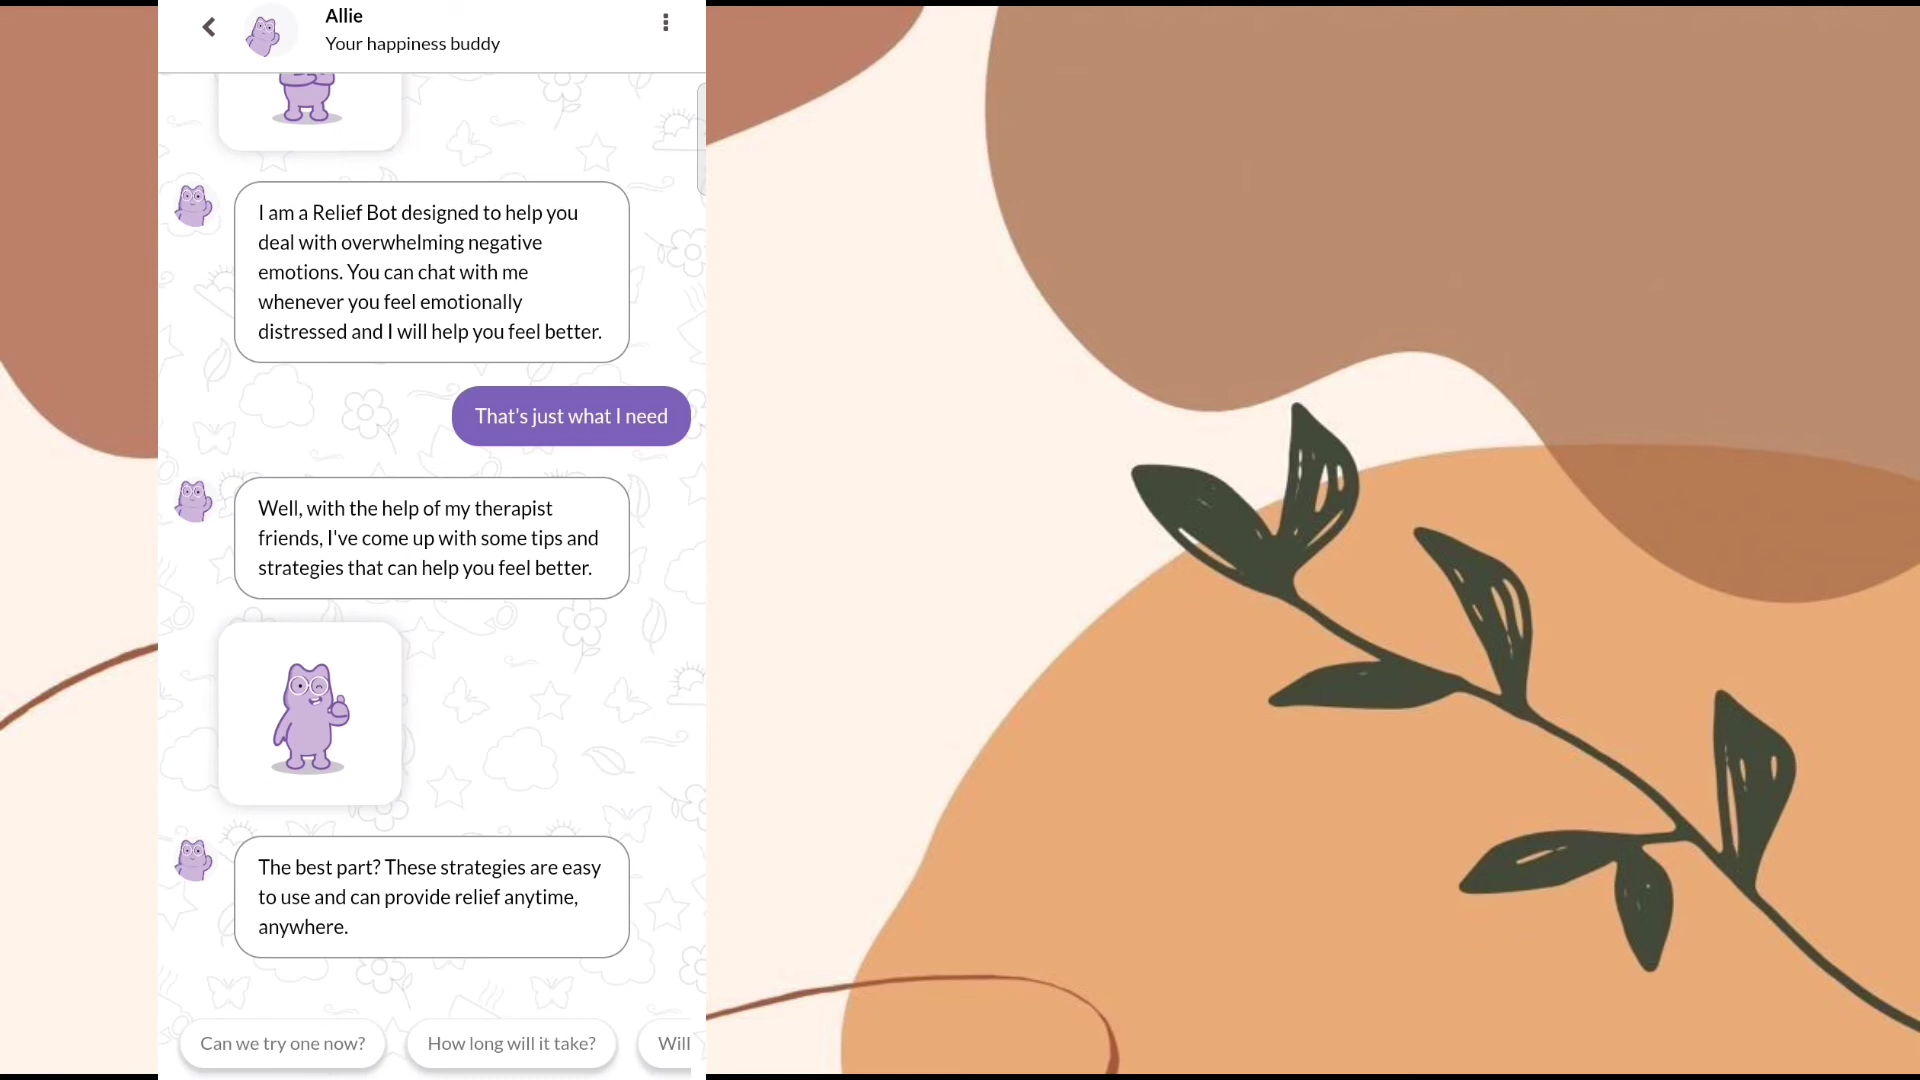 Allie
Your happiness buddy
I am a Relief Bot designed to help you
deal with overwhelming negative
emotions. You can chat with me
whenever you feel emotionally
distressed and I will help you feel better.
That's just what I need
Well, with the help of my therapist
friends, I've come up with some tips and
strategies that can help you feel better.
The best part? These strategies are easy
to use and can provide relief anytime,
anywhere.
Can we try one now?
How long will it take?
Will